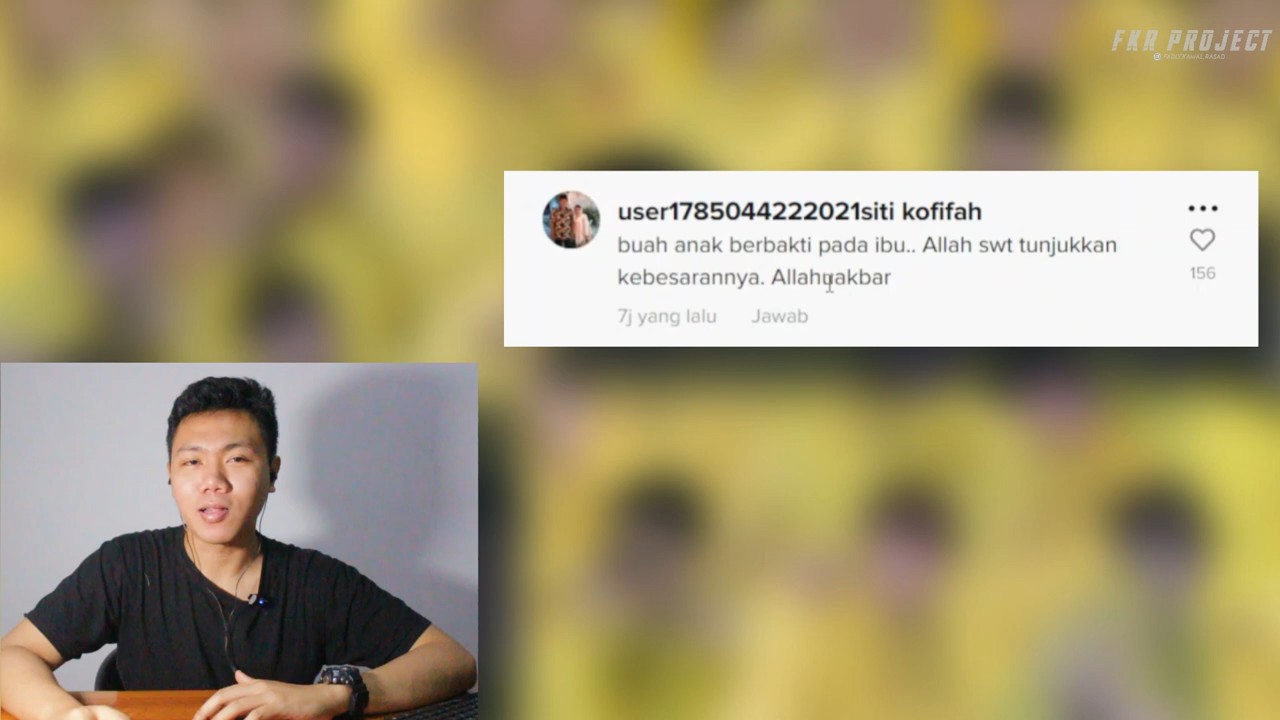 FKR PROJECT
user1785044222021siti kofifah
buah anak berbakti pada ibu.. Allah swt tunjukkan
kebesarannya. Allahuakbar
156
7j yang lalu Jawab